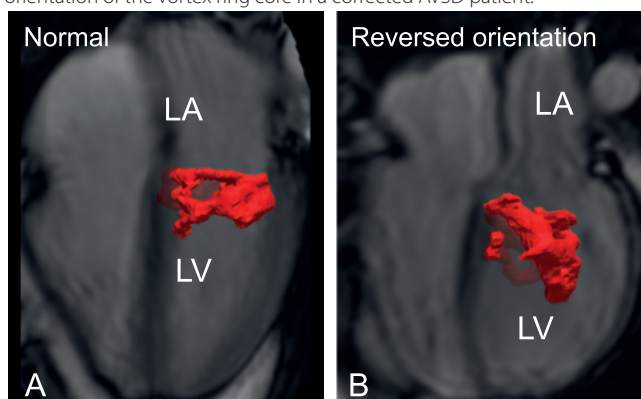 orientation of the vortex ring core in a corrected AVSD patient.
Normal
Reversed orientation
LA
LA
LV
LV
A
B